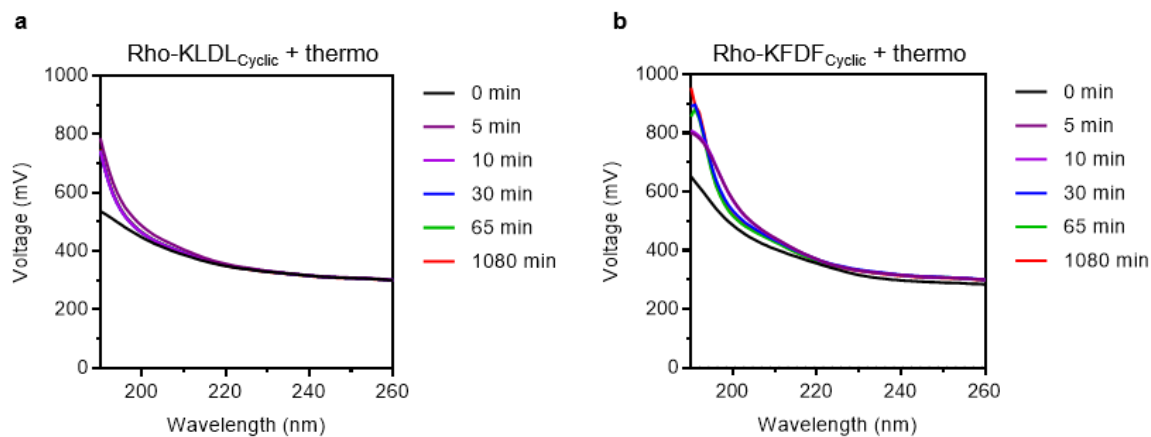 a
Rho-KLDLCyclic + thermo
1000
800
600
400
200
0
Voltage (mV)
200
220
240
260
Wavelength (nm)
0 min
5 min
10 min
30 min
65 min
1080 min
b
Rho-KFDFCyclic + thermo
1000
800
600
400
200
0
Voltage (mV)
200
220
240
260
Wavelength (nm)
0 min
5 min
10 min
30 min
65 min
1080 min